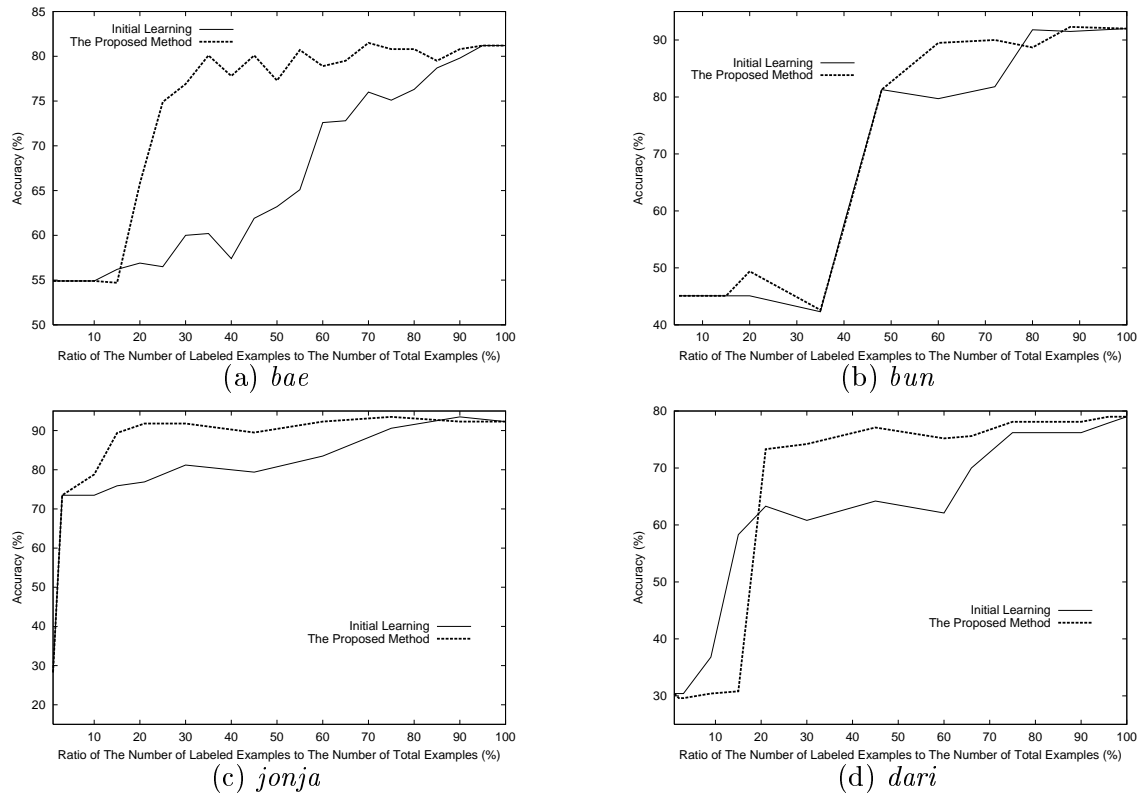 85
80
75
70
65
60
55
50
Accuracy (%)
Initial Learning
The Proposed Method
10 20 30 40 50 60 70 80 90 100
Ratio of The Number of Labeled Examples to The Number of Total Examples (%)
(a) bae
90
80
70
60
50
40
Accuracy (%)
Initial Learning
The Proposed Method
10 20 30 40 50 60 70 80 90 100
Ratio of The Number of Labeled Examples to The Number of Total Examples (%)
(b) bun
90
80
70
60
50
40
30
20
Accuracy (%)
Initial Learning
The Proposed Method
10 20 30 40 50 60 70 80 90 100
Ratio of The Number of Labeled Examples to The Number of Total Examples (%)
(c) jonja
80
70
60
50
40
30
Accuracy (%)
Initial Learning
The Proposed Method
10 20 30 40 50 60 70 80 90 100
Ratio of The Number of Labeled Examples to The Number of Total Examples (%)
(d) dari